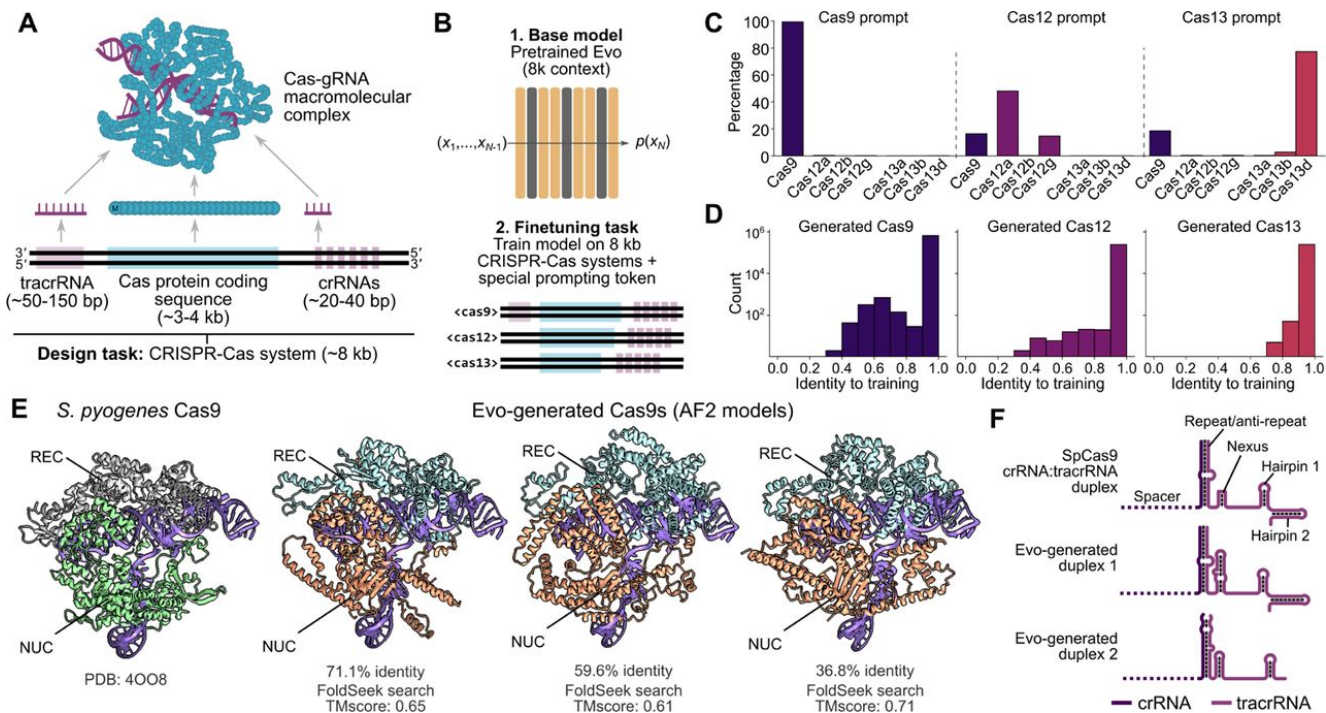 A
Cas-gRNA
macromolecular
complex
M
3′
5′
5′
3′
tracrRNA
(~50-150 bp)
Cas protein coding
sequence
(~3-4 kb)
crRNAs
(~20-40 bp)
Design task: CRISPR-Cas system (~8 kb)
B
1. Base model
Pretrained Evo
(8k context)
(x1,...,xN-1)
p(xN)
2. Finetuning task
Train model on 8 kb
CRISPR-Cas systems +
special prompting token
<cas9>
<cas12>
<cas13>
C
Cas9 prompt
Cas12 prompt
Cas13 prompt
Percentage
100
80
60
40
20
0
Cas9
Cas12a
Cas12b
Cas12g
Cas13a
Cas13b
Cas13d
Cas9
Cas12a
Cas12b
Cas12g
Cas13a
Cas13b
Cas13d
Cas9
Cas12a
Cas12b
Cas12g
Cas13a
Cas13b
Cas13d
D
Generated Cas9
Generated Cas12
Generated Cas13
Count
10^6
10^2
0.0 0.2 0.4 0.6 0.8 1.0
Identity to training
0.0 0.2 0.4 0.6 0.8 1.0
Identity to training
0.0 0.2 0.4 0.6 0.8 1.0
Identity to training
E
S. pyogenes Cas9
Evo-generated Cas9s (AF2 models)
REC
NUC
PDB: 4OO8
REC
NUC
71.1% identity
FoldSeek search
TMscore: 0.65
REC
NUC
59.6% identity
FoldSeek search
TMscore: 0.61
REC
NUC
36.8% identity
FoldSeek search
TMscore: 0.71
F
SpCas9
crRNA:tracrRNA
duplex
Repeat/anti-repeat
Nexus
Hairpin 1
Spacer
Hairpin 2
Evo-generated
duplex 1
Evo-generated
duplex 2
crRNA
tracrRNA